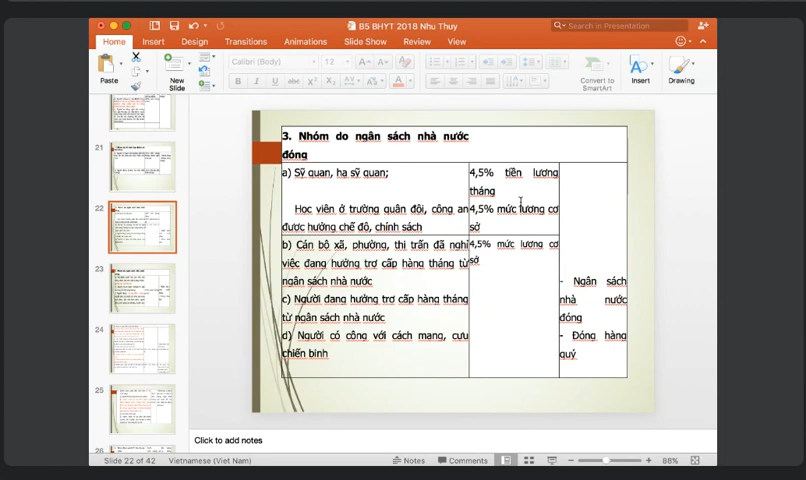 B5 BHYT 2018 Nhu Thuy
Search in Presentation
Home Insert Design Transitions Animations Slide Show Review View
Calibri (Body) 12
Paste New Slide Convert to SmartArt Insert Drawing
3. Nhóm do ngân sách nhà nước
đóng
a) Sỹ quan, hạ sỹ quan;
4,5% tiền lương
tháng
Học viên ở trường quân đội, công an
được hưởng chế độ, chính sách
4,5% mức lương cơ
sở
b) Cán bộ xã, phường, thị trấn đã nghỉ
việc đang hưởng trợ cấp hàng tháng từ
ngân sách nhà nước
4,5% mức lương cơ
sở
c) Người đang hưởng trợ cấp hàng tháng
từ ngân sách nhà nước
d) Người có công với cách mạng, cựu
chiến binh
- Ngân sách
nhà nước
đóng
- Đóng hàng
quý
21
22
23
24
25
26
Click to add notes
Slide 22 of 42 Vietnamese (Viet Nam) Notes Comments 88%